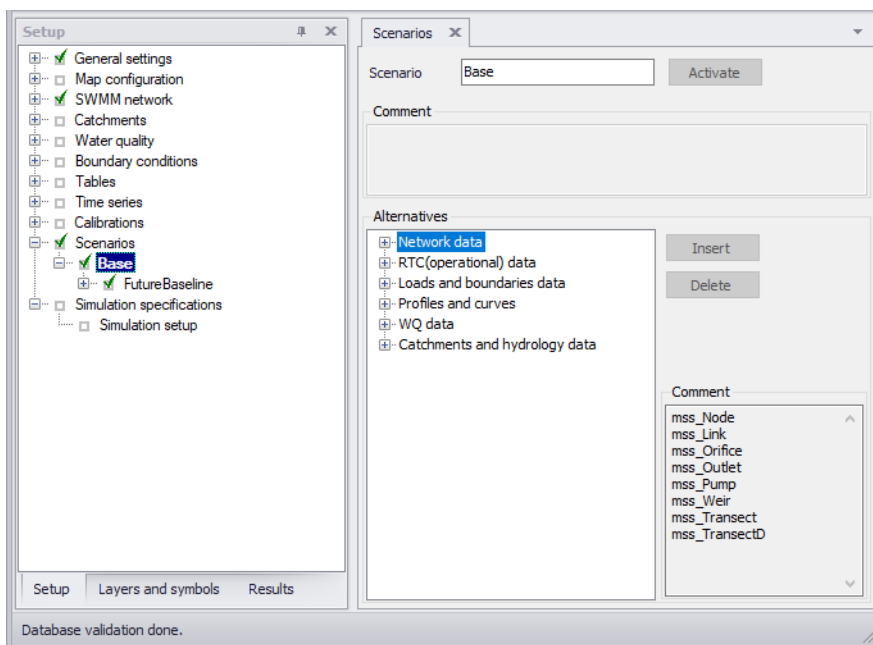 Setup
General settings
Map configuration
SWMM network
Catchments
Water quality
Boundary conditions
Tables
Time series
Calibrations
Scenarios
Base
FutureBaseline
Simulation specifications
Simulation setup
Setup
Layers and symbols
Results
Scenarios
Scenario
Base
Activate
Comment
Alternatives
Network data
RTC(operational) data
Loads and boundaries data
Profiles and curves
WQ data
Catchments and hydrology data
Insert
Delete
Comment
mss_Node
mss_Link
mss_Orifice
mss_Outlet
mss_Pump
mss_Weir
mss_Transect
mss_TransectD
Database validation done.